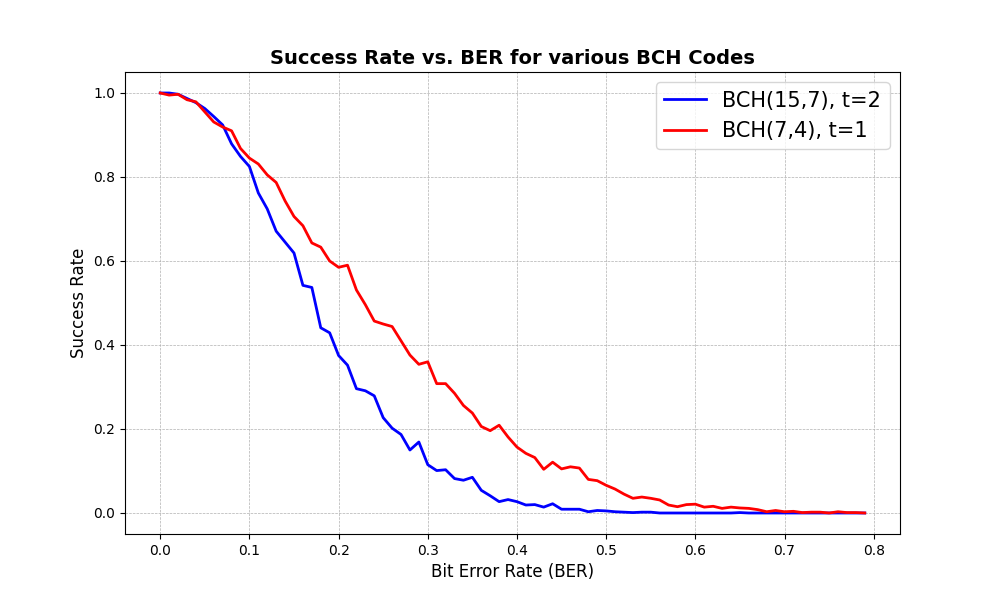 Success Rate vs. BER for various BCH Codes
BCH(15,7), t=2
BCH(7,4), t=1
Success Rate
1.0
0.8
0.6
0.4
0.2
0.0
0.0 0.1 0.2 0.3 0.4 0.5 0.6 0.7 0.8
Bit Error Rate (BER)